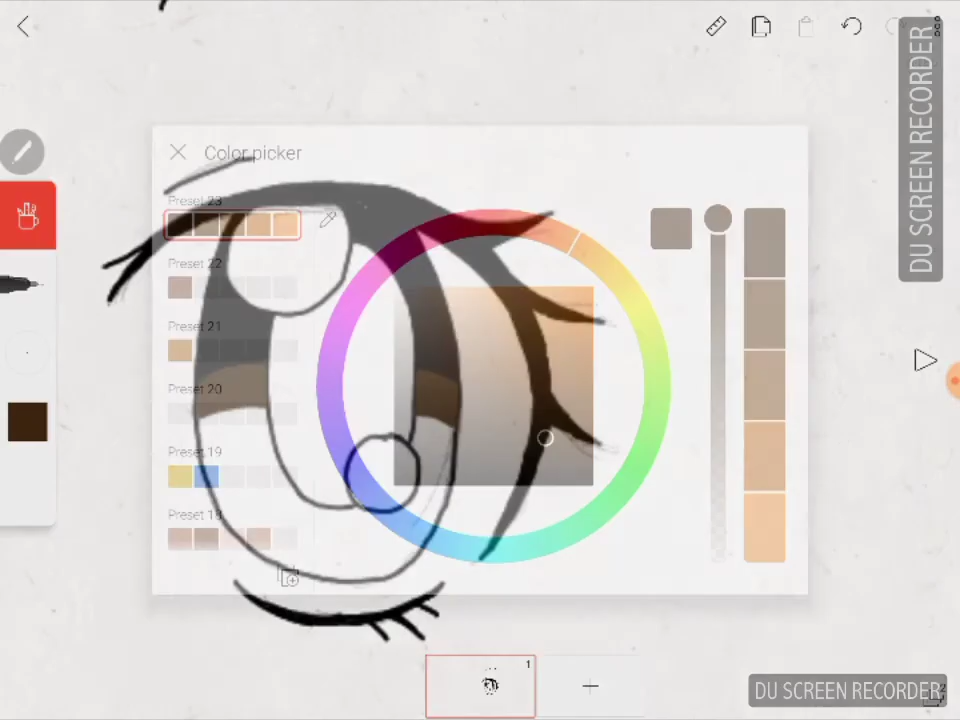 DU SCREEN RECORDER
Color picker
Preset 23
Preset 22
Preset 21
Preset 20
Preset 19
Preset 18
1
DU SCREEN RECORDER
2